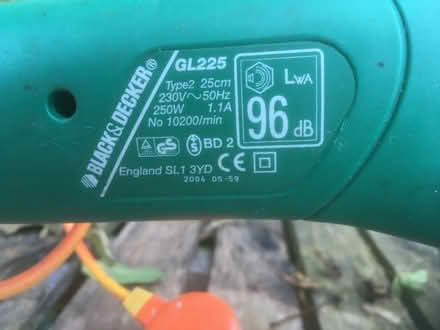 BLACK&DECKER®
GL225
Type2 25cm
230V~50Hz
250W 1.1A
No 10200/min
LWA
96 dB
GS
S
BD 2
England SL1 3YD
CE
2004 05-59